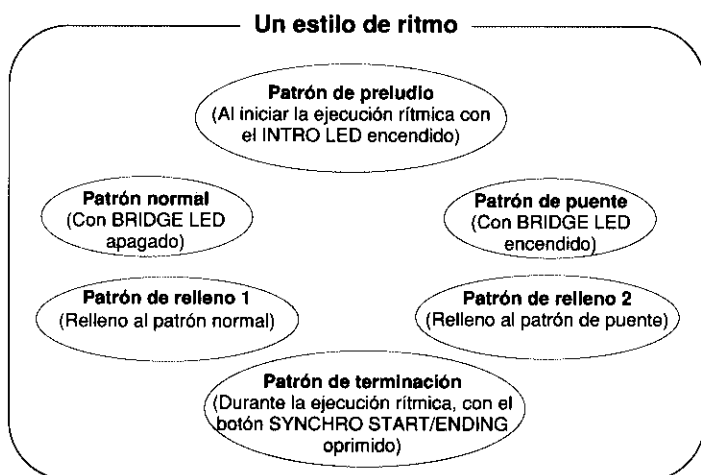 Un estilo de ritmo
Patrón de preludio
(Al iniciar la ejecución rítmica con
el INTRO LED encendido)
Patrón normal
(Con BRIDGE LED
apagado)
Patrón de puente
(Con BRIDGE LED
encendido)
Patrón de relleno 1
(Relleno al patrón normal)
Patrón de relleno 2
(Relleno al patrón de puente)
Patrón de terminación
(Durante la ejecución rítmica, con el
botón SYNCHRO START/ENDING
oprimido)